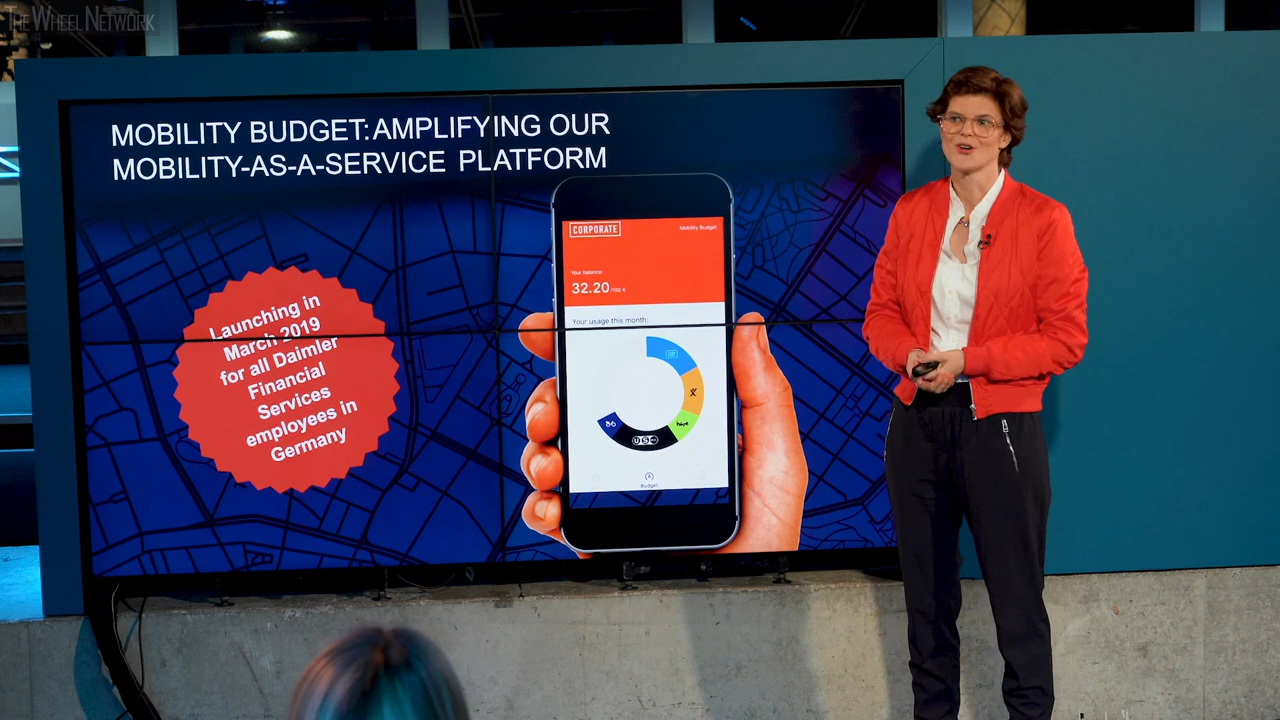 THE WHEEL NETWORK
MOBILITY BUDGET: AMPLIFYING OUR
MOBILITY-AS-A-SERVICE PLATFORM
Launching in
March 2019
for all Daimler
Financial
Services
employees in
Germany
CORPORATE
Mobility Budget
Your balance:
32.20 /100 €
Your usage this month:
Budget